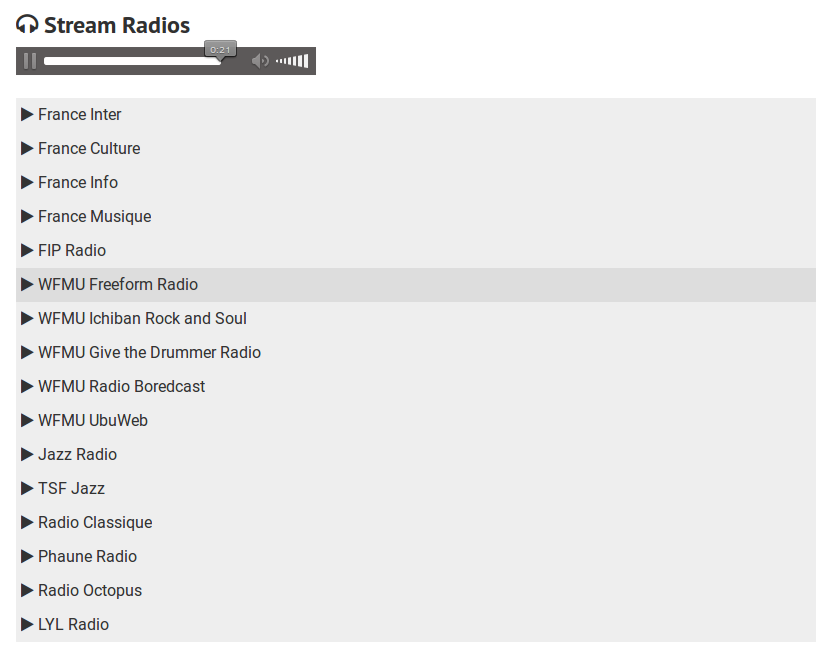 Stream Radios
0:21
France Inter
France Culture
France Info
France Musique
FIP Radio
WFMU Freeform Radio
WFMU Ichiban Rock and Soul
WFMU Give the Drummer Radio
WFMU Radio Boredcast
WFMU UbuWeb
Jazz Radio
TSF Jazz
Radio Classique
Phaune Radio
Radio Octopus
LYL Radio